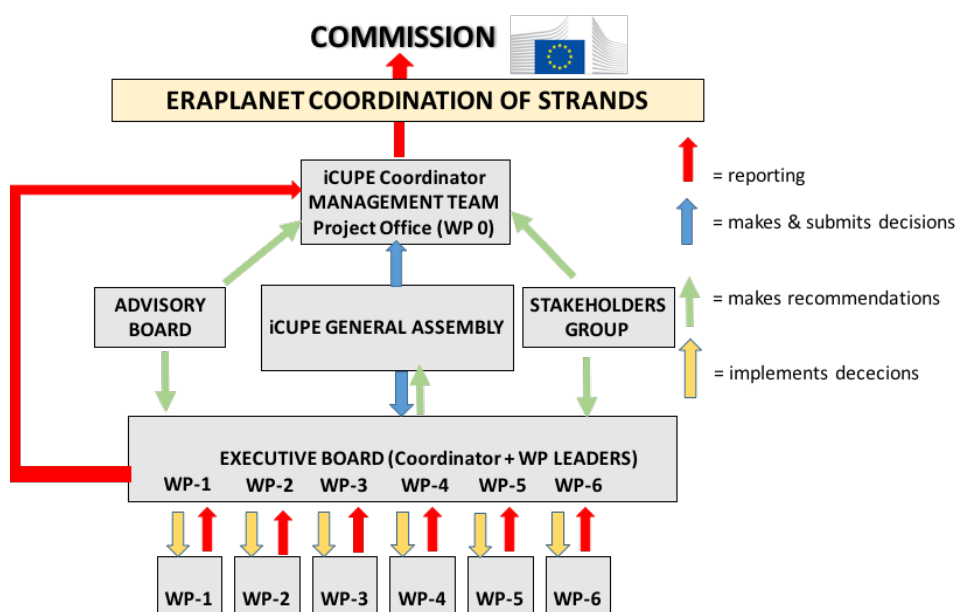 COMMISSION
ERAPLANET COORDINATION OF STRANDS
iCUPE Coordinator
MANAGEMENT TEAM
Project Office (WP 0)
= reporting
= makes & submits decisions
ADVISORY
BOARD
iCUPE GENERAL ASSEMBLY
STAKEHOLDERS
GROUP
= makes recommendations
= implements dececions
EXECUTIVE BOARD (Coordinator + WP LEADERS)
WP-1 WP-2 WP-3 WP-4 WP-5 WP-6
WP-1 WP-2 WP-3 WP-4 WP-5 WP-6